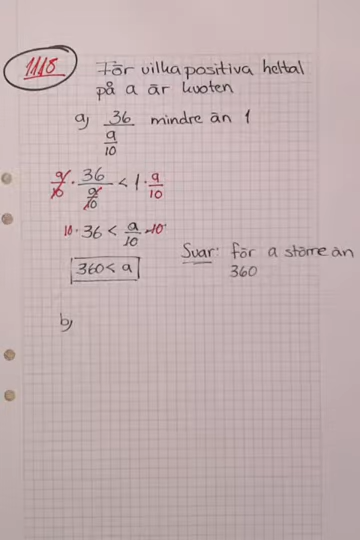 1118 För vilka positiva heltal
på a är kvoten
a) 36/(a/10) mindre än 1
a/10 · 36/(a/10) < 1 · a/10
10 · 36 < a/10 · 10
360 < a
Svar: för a större än
360
b)